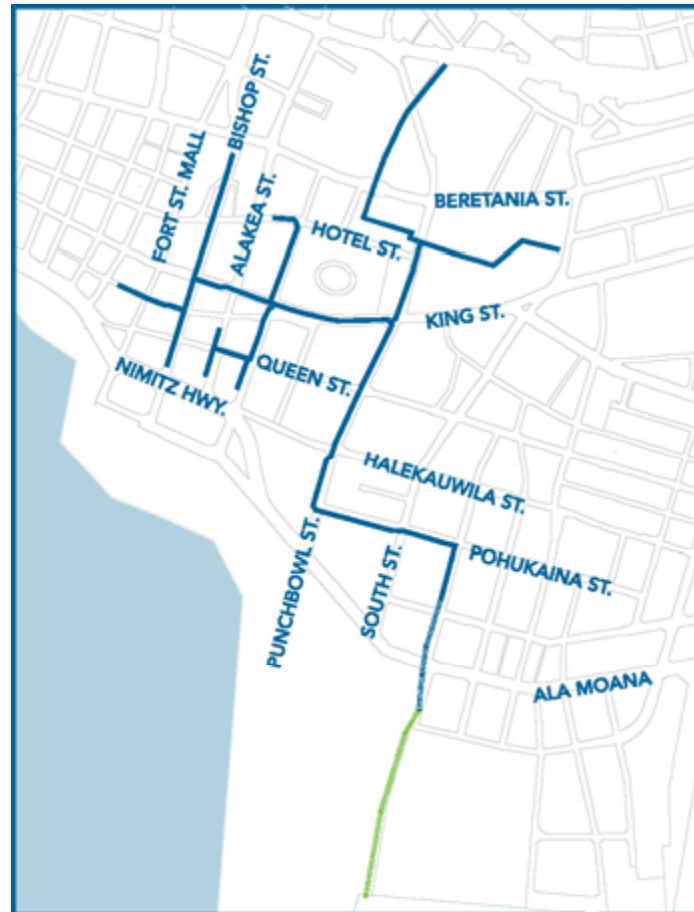 BISHOP ST.
FORT ST. MALL
ALAKEA ST.
BERETANIA ST.
HOTEL ST.
KING ST.
NIMITZ HWY.
QUEEN ST.
HALEKAUWILA ST.
PUNCHBOWL ST.
SOUTH ST.
POHUKAINA ST.
ALA MOANA